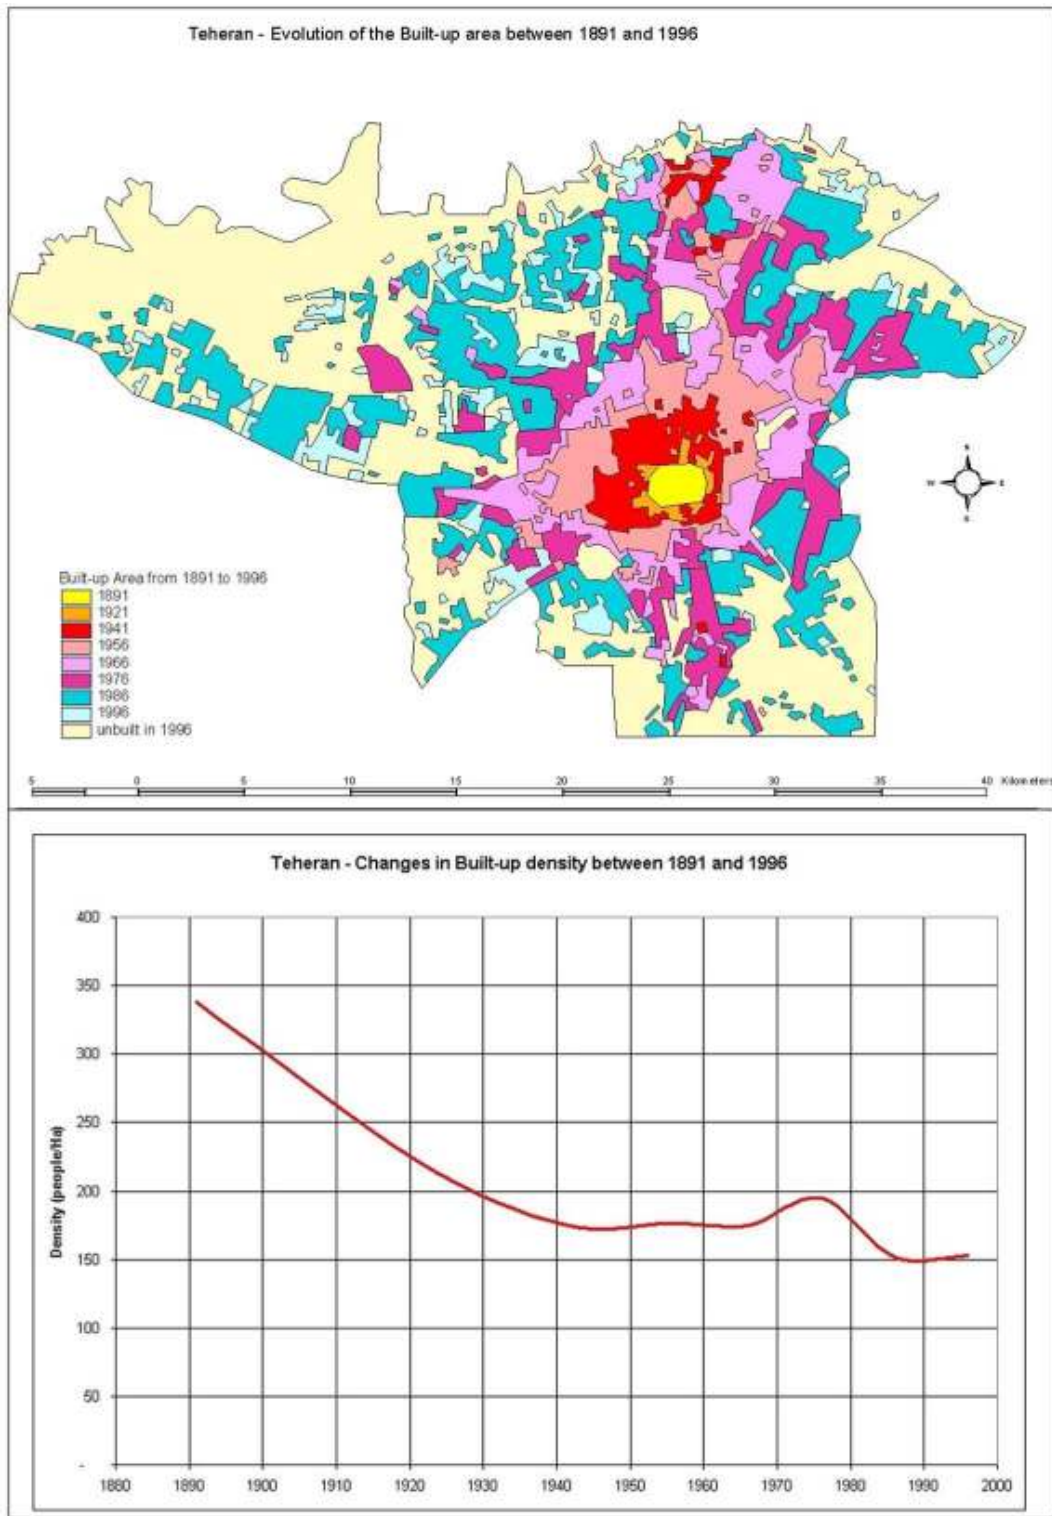 Teheran - Evolution of the Built-up area between 1891 and 1996
N
W
E
S
Built-up Area from 1891 to 1996
1891
1921
1941
1956
1966
1976
1986
1996
unbuilt in 1996
5 0 5 10 15 20 25 30 35 40 Kilometers
Teheran - Changes in Built-up density between 1891 and 1996
Density (people/Ha)
400
350
300
250
200
150
100
50
-
1880 1890 1900 1910 1920 1930 1940 1950 1960 1970 1980 1990 2000